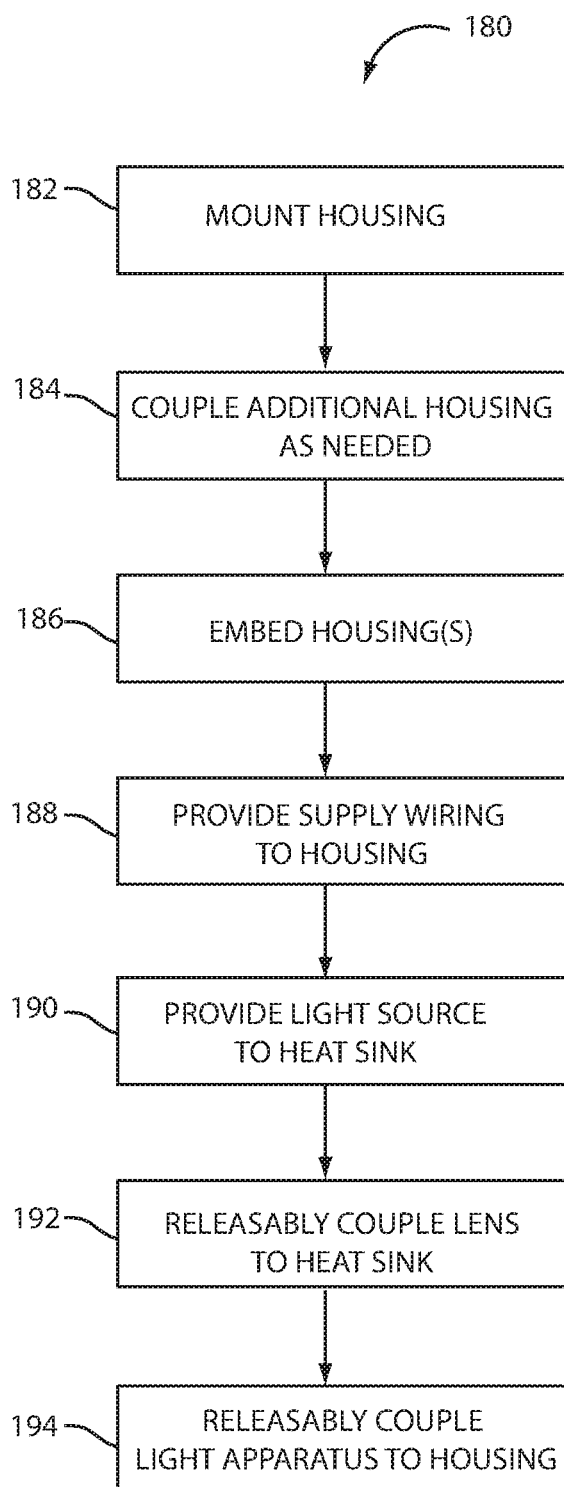 180
182
MOUNT HOUSING
184
COUPLE ADDITIONAL HOUSING
AS NEEDED
186
EMBED HOUSING(S)
188
PROVIDE SUPPLY WIRING
TO HOUSING
190
PROVIDE LIGHT SOURCE
TO HEAT SINK
192
RELEASABLY COUPLE LENS
TO HEAT SINK
194
RELEASABLY COUPLE
LIGHT APPARATUS TO HOUSING